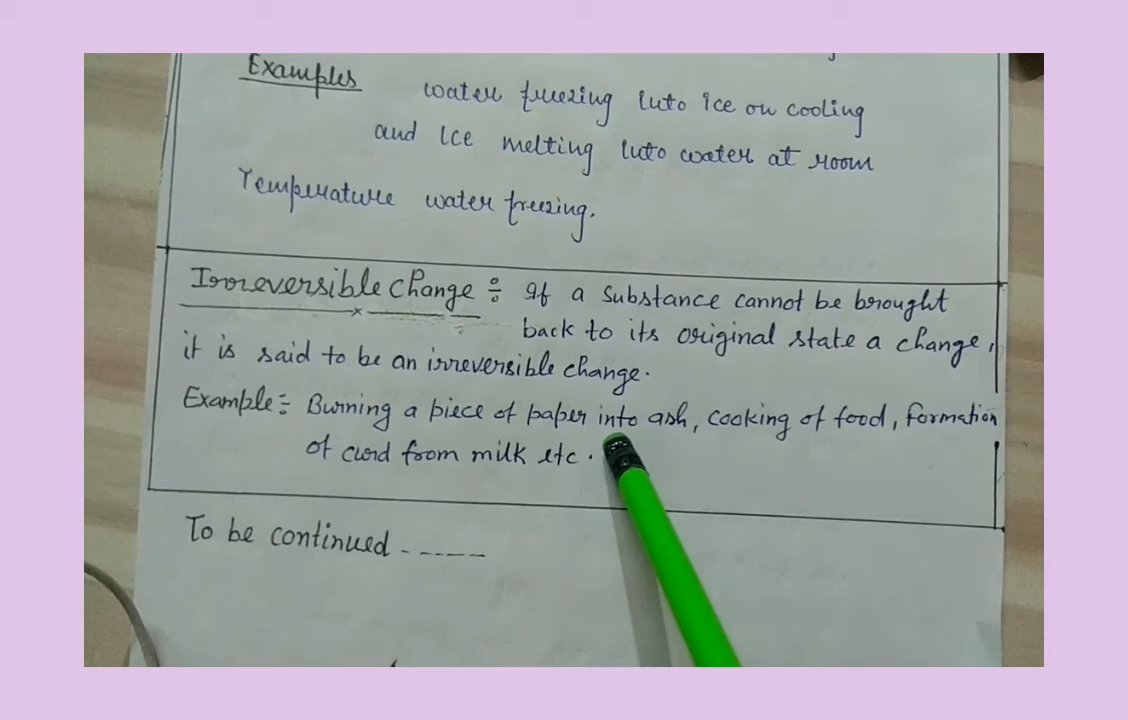 Examples
water freezing into ice on cooling
and Ice melting into water at room
Temperature water freezing.
Irreversible change ÷ If a substance cannot be brought
back to its original state a change,
it is said to be an irreversible change.
Example ÷ Burning a piece of paper into ash, cooking of food, formation
of curd from milk etc.
To be continued ------